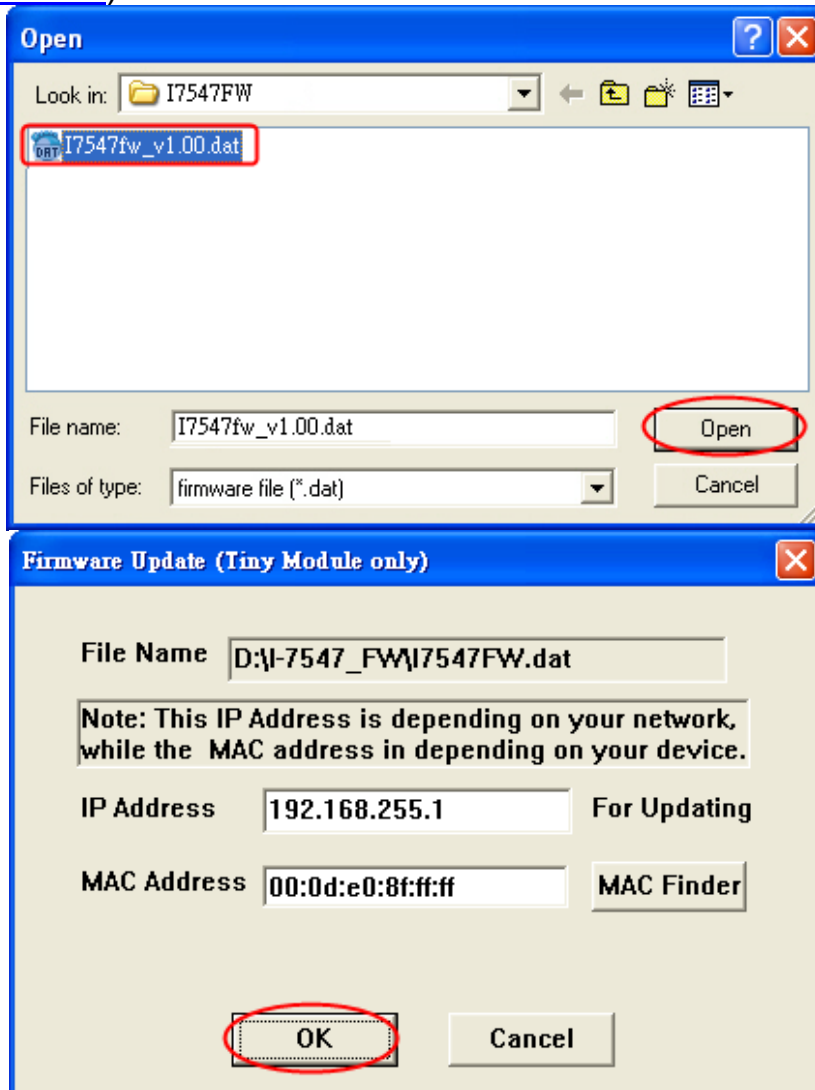 Open
Look in: I7547FW
I7547fw_v1.00.dat
File name: I7547fw_v1.00.dat Open
Files of type: firmware file (*.dat) Cancel
Firmware Update (Tiny Module only)
File Name D:\I-7547_FW\I7547FW.dat
Note: This IP Address is depending on your network,
while the MAC address in depending on your device.
IP Address 192.168.255.1 For Updating
MAC Address 00:0d:e0:8f:ff:ff MAC Finder
OK Cancel